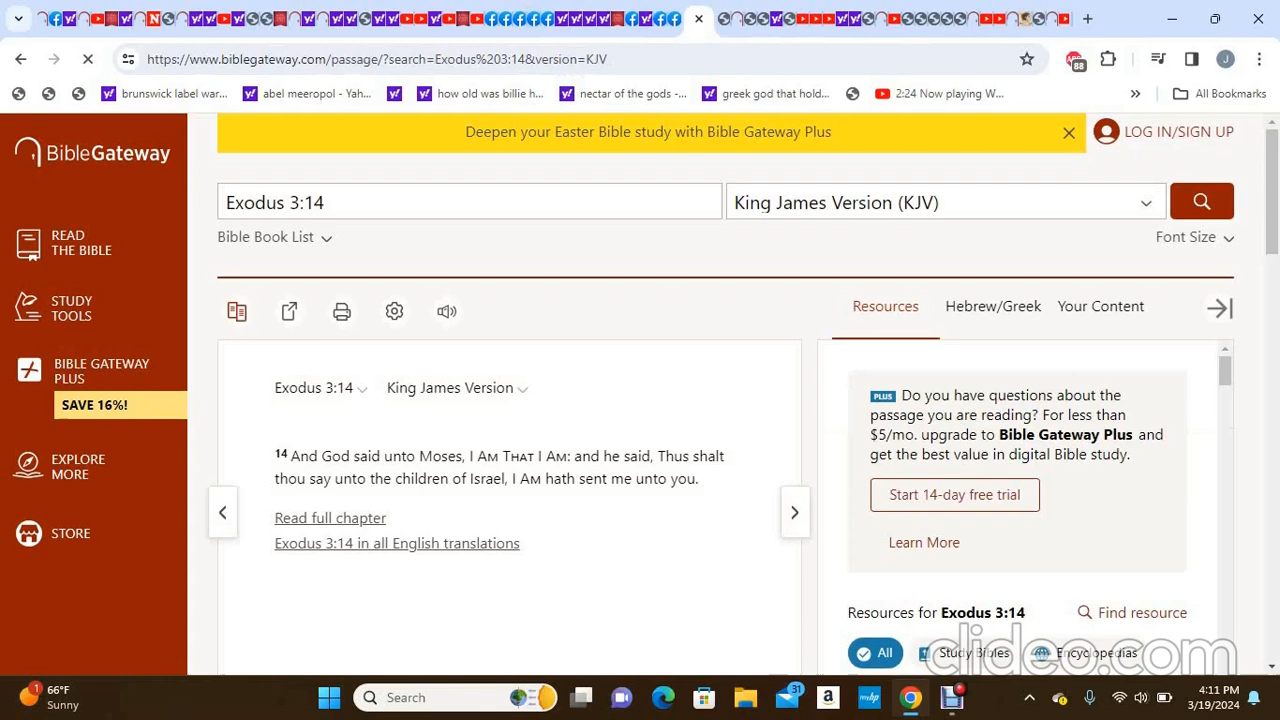 https://www.biblegateway.com/passage/?search=Exodus%203:14&version=KJV
88
J
brunswick label war...
abel meeropol - Yah...
how old was billie h...
nectar of the gods -...
greek god that hold...
2:24 Now playing W...
»
All Bookmarks
BibleGateway
Deepen your Easter Bible study with Bible Gateway Plus
LOG IN/SIGN UP
Exodus 3:14
King James Version (KJV)
Bible Book List
Font Size
READ
THE BIBLE
STUDY
TOOLS
BIBLE GATEWAY
PLUS
SAVE 16%!
EXPLORE
MORE
STORE
Resources
Hebrew/Greek
Your Content
Exodus 3:14
King James Version
14 And God said unto Moses, I Am That I Am: and he said, Thus shalt
thou say unto the children of Israel, I Am hath sent me unto you.
Read full chapter
Exodus 3:14 in all English translations
PLUS Do you have questions about the
passage you are reading? For less than
$5/mo. upgrade to Bible Gateway Plus and
get the best value in digital Bible study.
Start 14-day free trial
Learn More
Resources for Exodus 3:14
Find resource
All
Study Bibles
Encyclopedias
clideo.com
1
66°F
Sunny
Search
31
a
hp
4:11 PM
3/19/2024